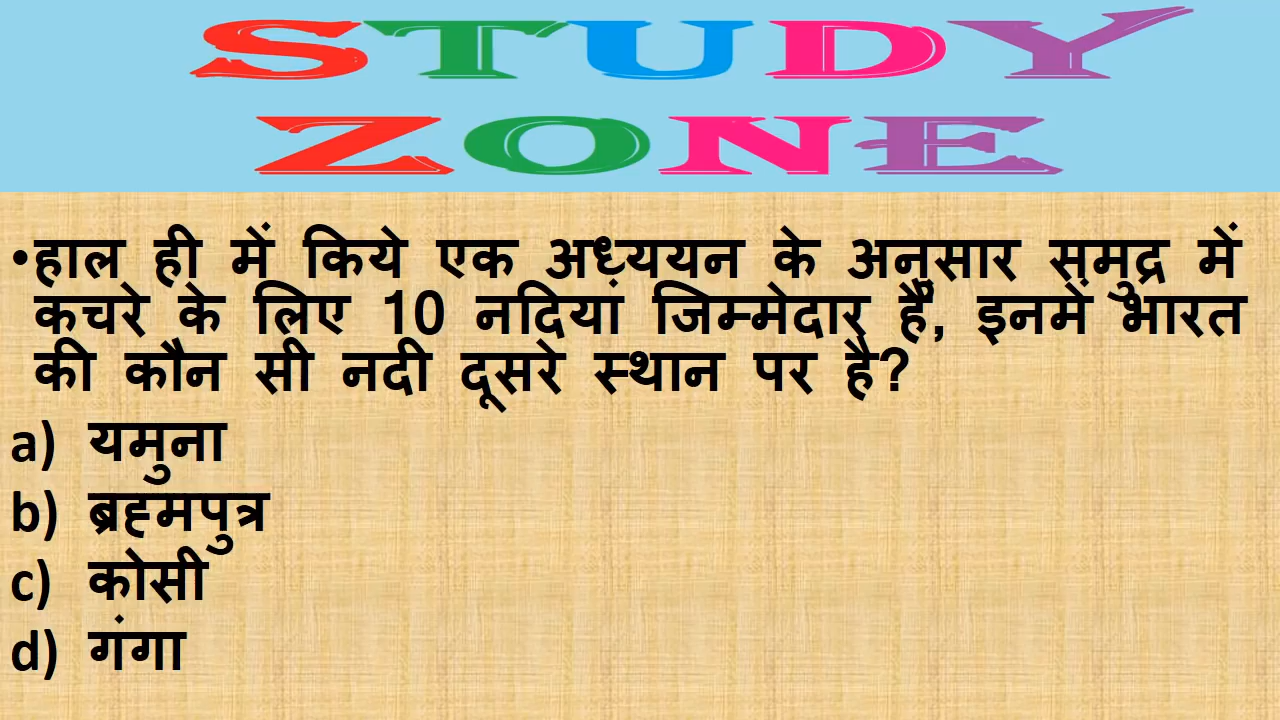 STUDY
ZONE
•हाल ही में किये एक अध्ययन के अनुसार समुद्र में
कचरे के लिए 10 नदियां जिम्मेदार हैं, इनमें भारत
की कौन सी नदी दूसरे स्थान पर है?
a) यमुना
b) ब्रह्मपुत्र
c) कोसी
d) गंगा